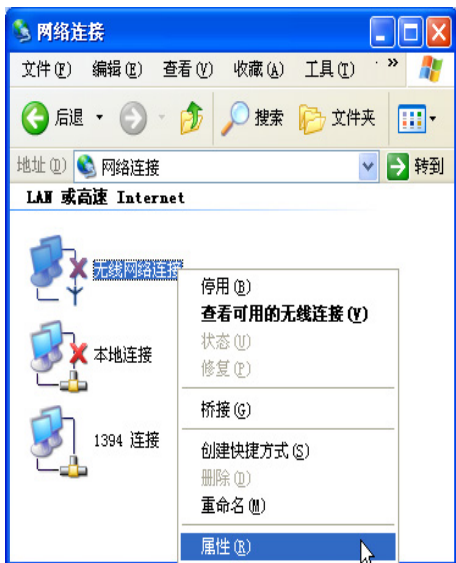 网络连接
文件(F) 编辑(E) 查看(V) 收藏(A) 工具(T) »
后退 搜索 文件夹
地址(D) 网络连接 转到
LAN 或高速 Internet
无线网络连接
停用(B)
查看可用的无线连接(V)
状态(U)
修复(P)
本地连接
桥接(G)
1394 连接
创建快捷方式(S)
删除(D)
重命名(M)
属性(R)